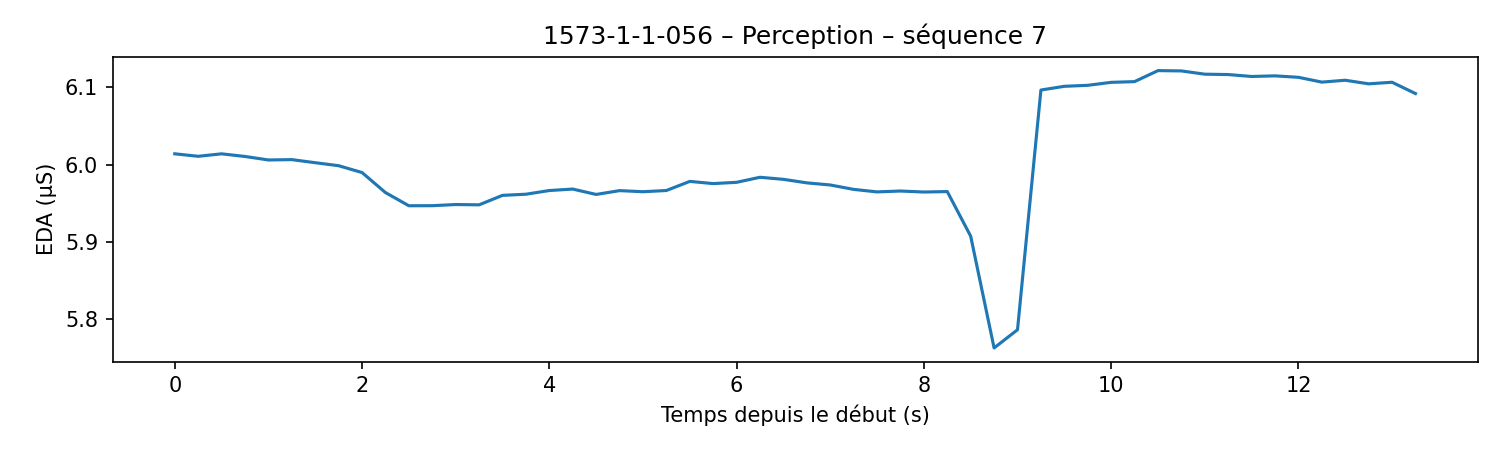 1573-1-1-056 – Perception – séquence 7
EDA (µS)
6.1
6.0
5.9
5.8
0 2 4 6 8 10 12
Temps depuis le début (s)